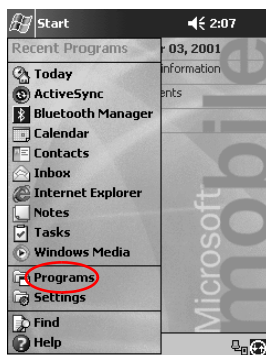 Start 2:07
Recent Programs r 03, 2001
Today information
ActiveSync ents
Bluetooth Manager
Calendar
Contacts
Inbox
Internet Explorer
Notes
Tasks
Windows Media
Programs
Settings
Find
Help
Microsoft
mobile